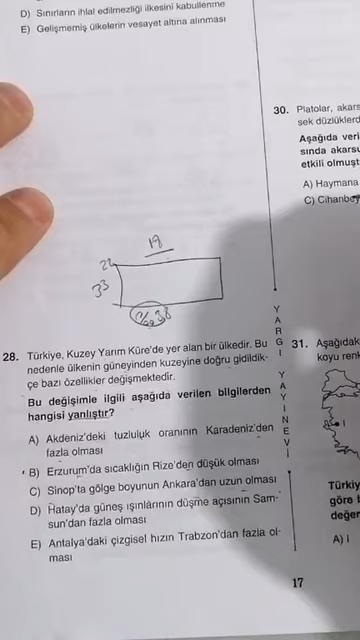 D) Sınırların ihlal edilmezliği ilkesini kabullenme
E) Gelişmemiş ülkelerin vesayet altına alınması
30. Platolar, akars
sek düzlüklerd
Aşağıda veri
sında akarsu
etkili olmuşt
A) Haymana
C) Cihanbey
19
33
28. Türkiye, Kuzey Yarım Küre'de yer alan bir ülkedir. Bu
nedenle ülkenin güneyinden kuzeyine doğru gidildik-
çe bazı özellikler değişmektedir.
Bu değişimle ilgili aşağıda verilen bilgilerden
hangisi yanlıştır?
A) Akdeniz'deki tuzluluk oranının Karadeniz'den
fazla olması
B) Erzurum'da sıcaklığın Rize'den düşük olması
C) Sinop'ta gölge boyunun Ankara'dan uzun olması
D) Hatay'da güneş ışınlarının düşme açısının Sam-
sun'dan fazla olması
E) Antalya'daki çizgisel hızın Trabzon'dan fazla ol-
ması
YARGI YAYINEVİ
31. Aşağıdak
koyu renk
I
Türkiy
göre t
değer
A) I
17